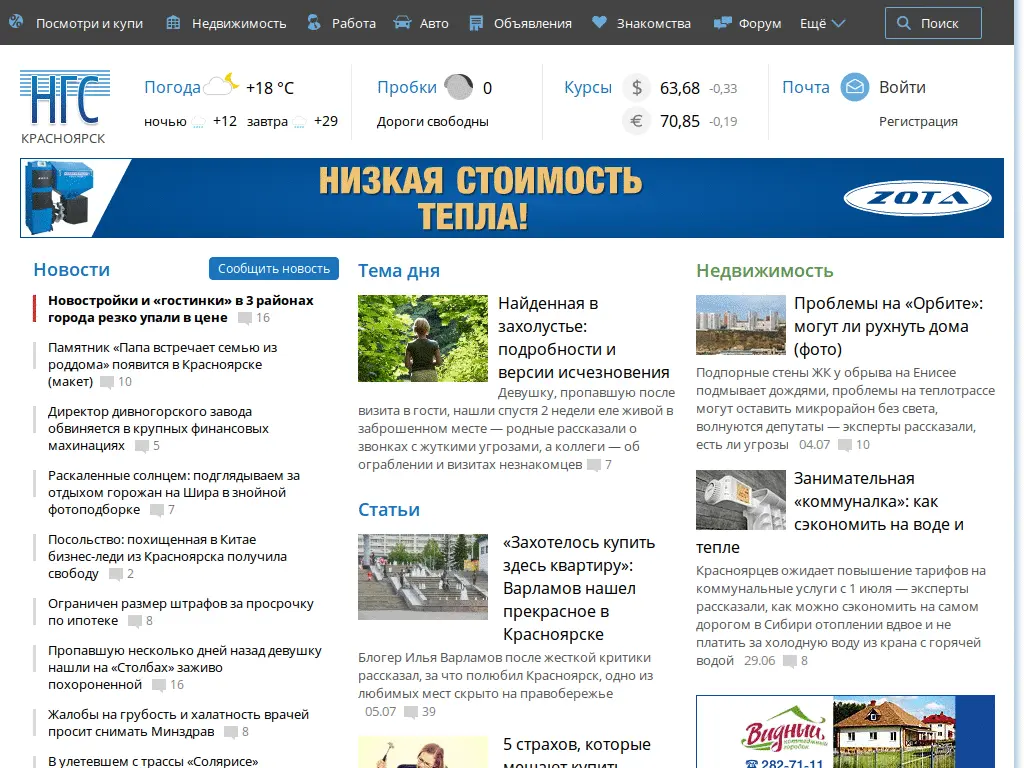 Посмотри и купи
Недвижимость
Работа
Авто
Объявления
Знакомства
Форум
Ещё
Поиск
НГС
КРАСНОЯРСК
Погода
+18 °C
ночью
+12
завтра
+29
Пробки
0
Дороги свободны
Курсы
$
63,68
-0,33
€
70,85
-0,19
Почта
Войти
Регистрация
НИЗКАЯ СТОИМОСТЬ
ТЕПЛА!
ZOTA
Новости
Сообщить новость
Новостройки и «гостинки» в 3 районах
города резко упали в цене 16
Памятник «Папа встречает семью из
роддома» появится в Красноярске
(макет) 10
Директор дивногорского завода
обвиняется в крупных финансовых
махинациях 5
Раскаленные солнцем: подглядываем за
отдыхом горожан на Шира в знойной
фотоподборке 7
Посольство: похищенная в Китае
бизнес-леди из Красноярска получила
свободу 2
Ограничен размер штрафов за просрочку
по ипотеке 8
Пропавшую несколько дней назад девушку
нашли на «Столбах» заживо
похороненной 16
Жалобы на грубость и халатность врачей
просит снимать Минздрав 8
В улетевшем с трассы «Солярисе»
Тема дня
Найденная в
захолустье:
подробности и
версии исчезновения
Девушку, пропавшую после
визита в гости, нашли спустя 2 недели еле живой в
заброшенном месте — родные рассказали о
звонках с жуткими угрозами, а коллеги — об
ограблении и визитах незнакомцев 7
Статьи
«Захотелось купить
здесь квартиру»:
Варламов нашел
прекрасное в
Красноярске
Блогер Илья Варламов после жесткой критики
рассказал, за что полюбил Красноярск, одно из
любимых мест скрыто на правобережье
05.07 39
5 страхов, которые
мешают купить
Недвижимость
Проблемы на «Орбите»:
могут ли рухнуть дома
(фото)
Подпорные стены ЖК у обрыва на Енисее
подмывает дождями, проблемы на теплотрассе
могут оставить микрорайон без света,
волнуются депутаты — эксперты рассказали,
есть ли угрозы 04.07 10
Занимательная
«коммуналка»: как
сэкономить на воде и
тепле
Красноярцев ожидает повышение тарифов на
коммунальные услуги с 1 июля — эксперты
рассказали, как можно сэкономить на самом
дорогом в Сибири отоплении вдвое и не
платить за холодную воду из крана с горячей
водой 29.06 8
Видный
коттеджный
городок
☎ 282-71-11